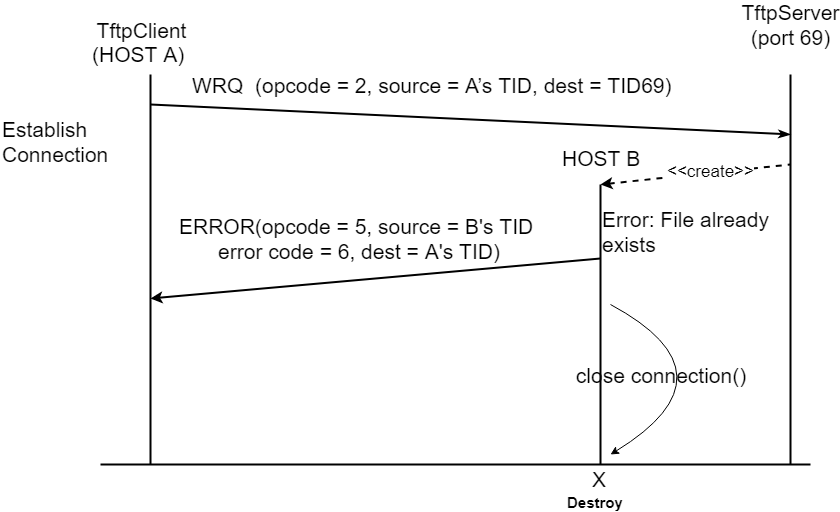 TftpClient
(HOST A)
TftpServer
(port 69)
WRQ (opcode = 2, source = A’s TID, dest = TID69)
Establish
Connection
HOST B
<<create>>
ERROR(opcode = 5, source = B's TID
error code = 6, dest = A's TID)
Error: File already
exists
close connection()
X
Destroy